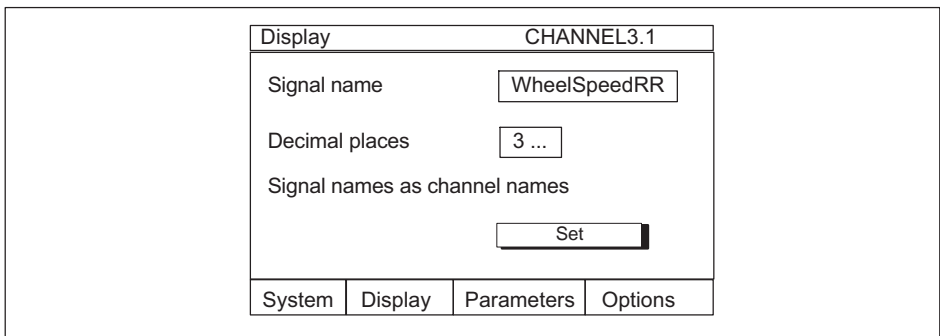 Display CHANNEL3.1
Signal name WheelSpeedRR
Decimal places 3 ...
Signal names as channel names
Set
System Display Parameters Options